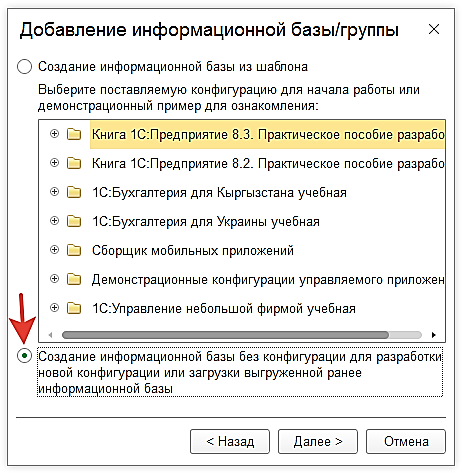 Добавление информационной базы/группы
Создание информационной базы из шаблона
Выберите поставляемую конфигурацию для начала работы или
демонстрационный пример для ознакомления:
Книга 1С:Предприятие 8.3. Практическое пособие разрабо
Книга 1С:Предприятие 8.2. Практическое пособие разрабо
1С:Бухгалтерия для Кыргызстана учебная
1С:Бухгалтерия для Украины учебная
Сборщик мобильных приложений
Демонстрационные конфигурации управляемого приложен
1С:Управление небольшой фирмой учебная
Создание информационной базы без конфигурации для разработки
новой конфигурации или загрузки выгруженной ранее
информационной базы
< Назад
Далее >
Отмена